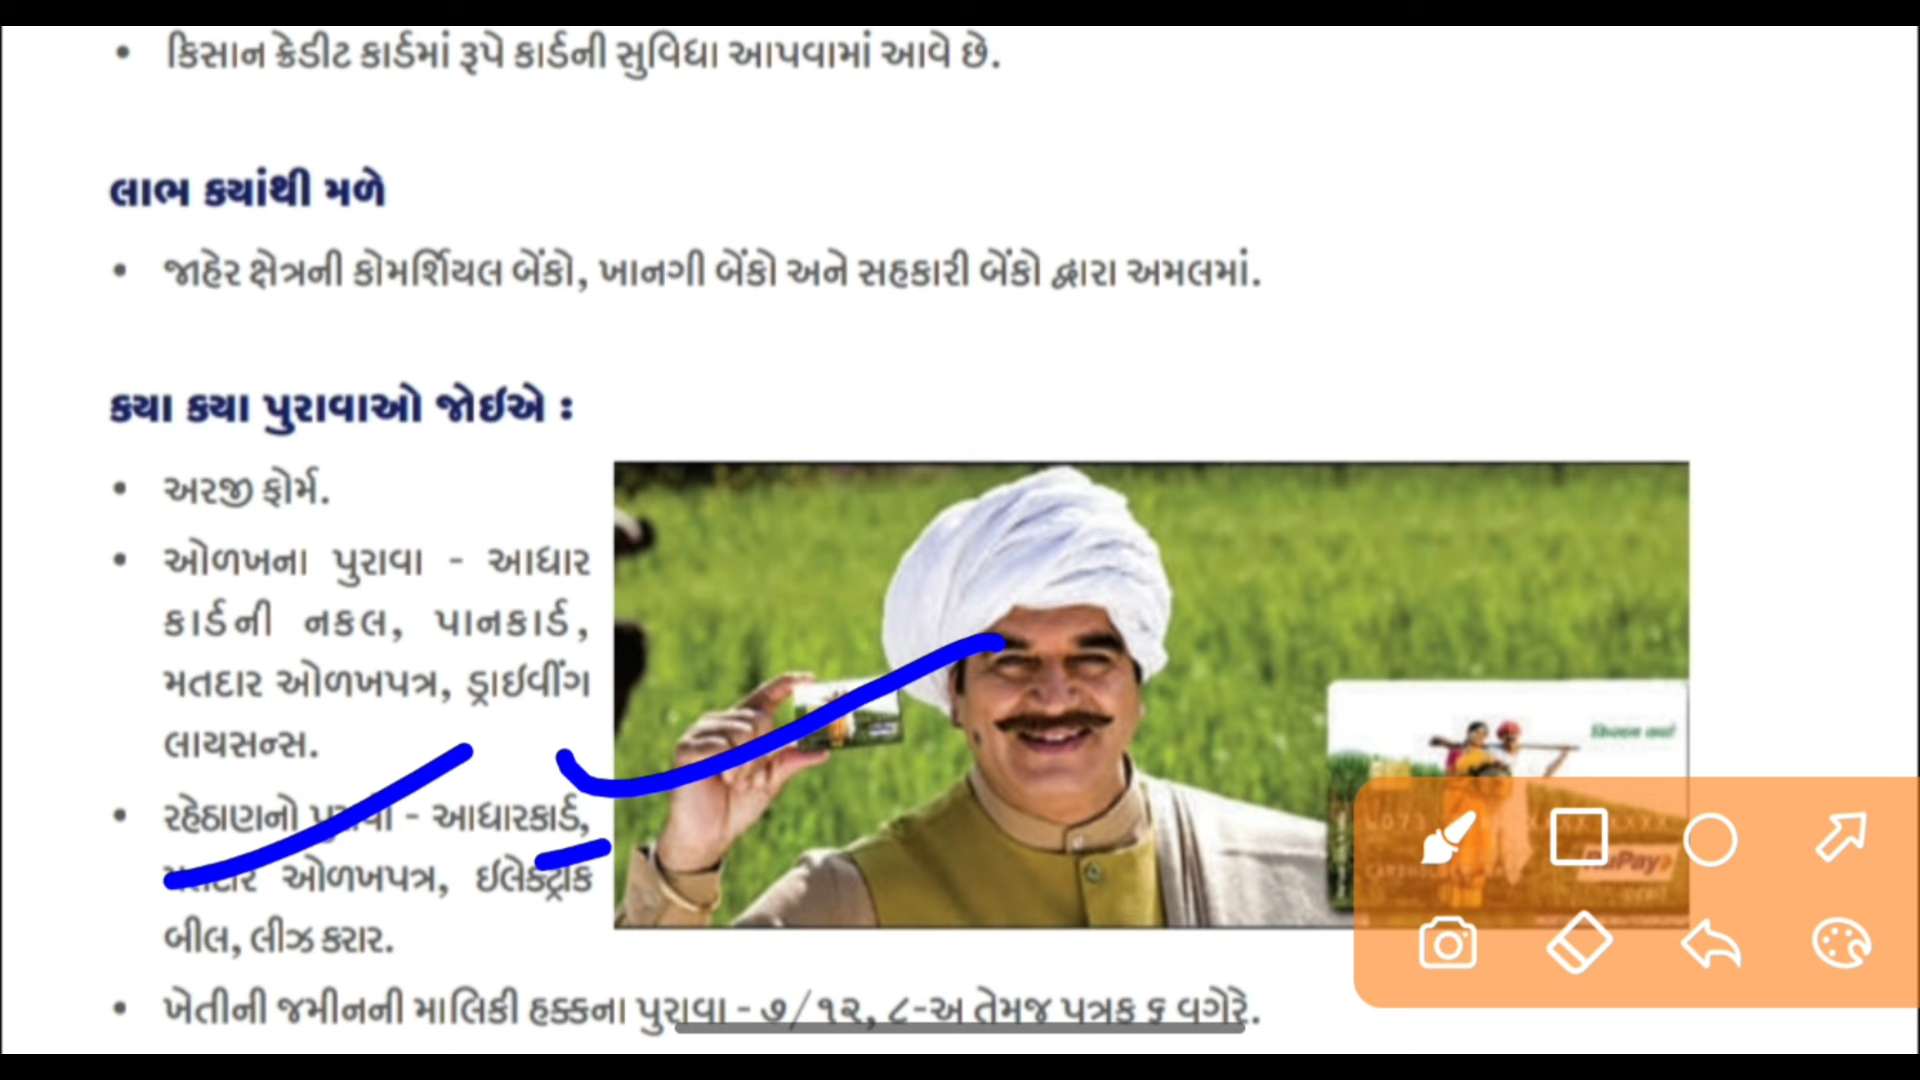 • કિસાન ક્રેડીટ કાર્ડમાં રૂપે કાર્ડની સુવિધા આપવામાં આવે છે.
લાભ ક્યાંથી મળે
• જાહેર ક્ષેત્રની કોમર્શિયલ બેંકો, ખાનગી બેંકો અને સહકારી બેંકો દ્વારા અમલમાં.
ક્યા ક્યા પુરાવાઓ જોઈએ :
• અરજી ફોર્મ.
• ઓળખના પુરાવા - આધાર
કાર્ડની નકલ, પાનકાર્ડ,
મતદાર ઓળખપત્ર, ડ્રાઈવીંગ
લાયસન્સ.
• રહેઠાણનો પુરાવો - આધારકાર્ડ,
મતદાર ઓળખપત્ર, ઈલેક્ટ્રીક
બીલ, લીઝ કરાર.
• ખેતીની જમીનની માલિકી હક્કના પુરાવા - ૭/૧૨, ૮-અ તેમજ પત્રક ૬ વગેરે.
RuPay